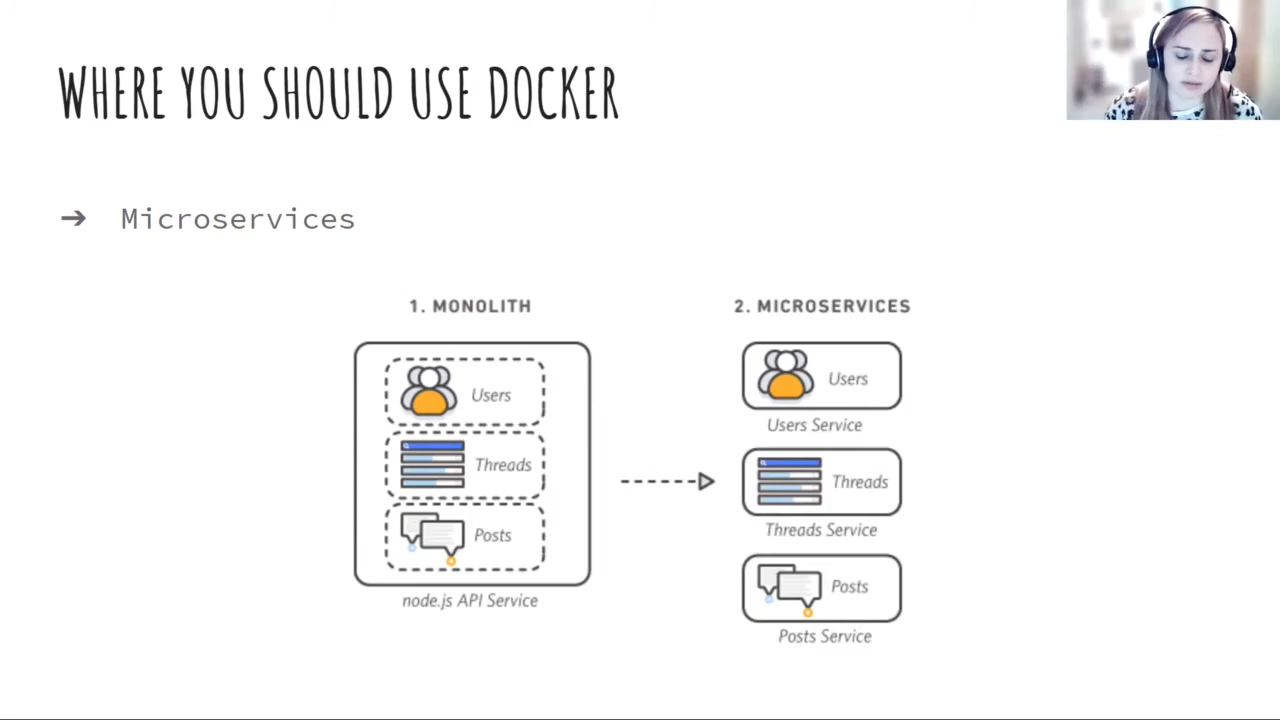 WHERE YOU SHOULD USE DOCKER
➔ Microservices
1. MONOLITH
Users
Threads
Posts
node.js API Service
2. MICROSERVICES
Users
Users Service
Threads
Threads Service
Posts
Posts Service